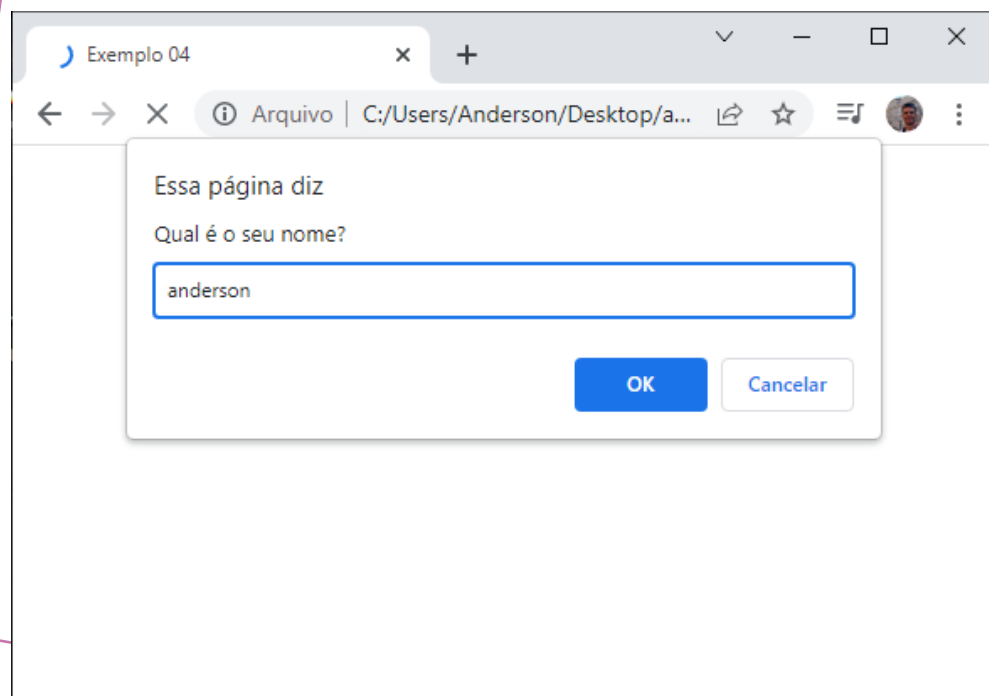 Exemplo 04
Arquivo | C:/Users/Anderson/Desktop/a...
Essa página diz
Qual é o seu nome?
anderson
OK Cancelar